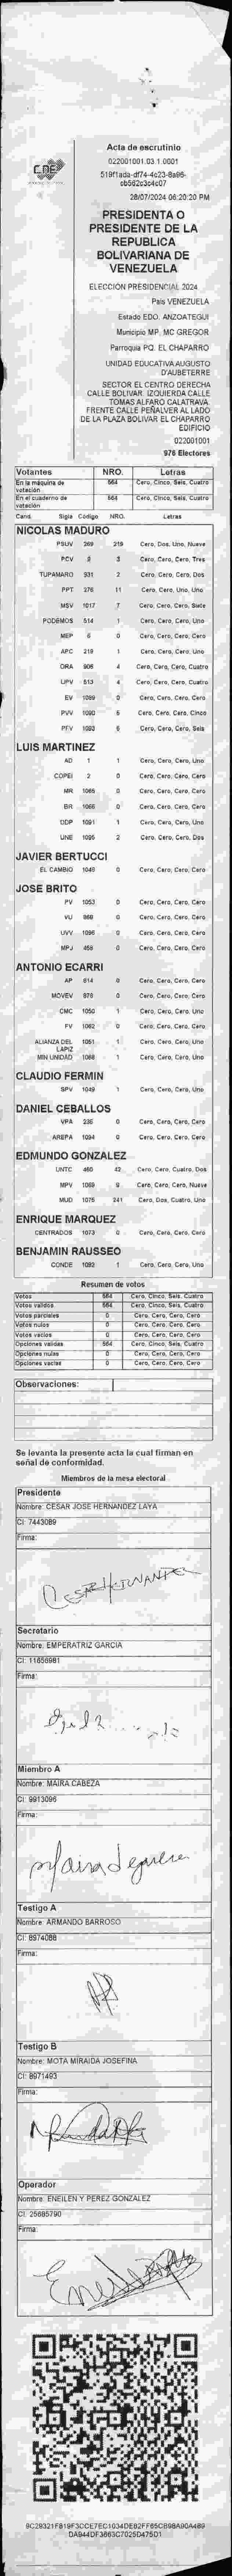 CNE
Acta de escrutinio
022001001.03.1.0001
519f1ada-df74-4c23-8a96-
cb562c3c4c07
28/07/2024 06:20:20 PM
PRESIDENTA O
PRESIDENTE DE LA
REPUBLICA
BOLIVARIANA DE
VENEZUELA
ELECCIÓN PRESIDENCIAL 2024
País VENEZUELA
Estado EDO. ANZOATEGUI
Municipio MP. MC GREGOR
Parroquia PQ. EL CHAPARRO
UNIDAD EDUCATIVA AUGUSTO
D'AUBETERRE
SECTOR EL CENTRO DERECHA
CALLE BOLIVAR. IZQUIERDA CALLE
TOMAS ALFARO CALATRAVA.
FRENTE CALLE PEÑALVER AL LADO
DE LA PLAZA BOLIVAR EL CHAPARRO
EDIFICIO
022001001
976 Electores
Votantes NRO. Letras
En la máquina de votación 564 Cero, Cinco, Seis, Cuatro
En el cuaderno de votación 564 Cero, Cinco, Seis, Cuatro
Cand. Sigla Código NRO. Letras
NICOLAS MADURO
PSUV 269 219 Cero, Dos, Uno, Nueve
PCV 3 Cero, Cero, Cero, Tres
TUPAMARO 931 2 Cero, Cero, Cero, Dos
PPT 276 11 Cero, Cero, Uno, Uno
MSV 1017 7 Cero, Cero, Cero, Siete
PODEMOS 514 1 Cero, Cero, Cero, Uno
MEP 6 0 Cero, Cero, Cero, Cero
APC 219 1 Cero, Cero, Cero, Uno
ORA 906 4 Cero, Cero, Cero, Cuatro
UPV 513 4 Cero, Cero, Cero, Cuatro
EV 1089 0 Cero, Cero, Cero, Cero
PVV 1090 5 Cero, Cero, Cero, Cinco
PFV 1093 6 Cero, Cero, Cero, Seis
LUIS MARTINEZ
AD 1 1 Cero, Cero, Cero, Uno
COPEI 2 0 Cero, Cero, Cero, Cero
MR 1065 0 Cero, Cero, Cero, Cero
BR 1066 0 Cero, Cero, Cero, Cero
DDP 1091 1 Cero, Cero, Cero, Uno
UNE 1095 2 Cero, Cero, Cero, Dos
JAVIER BERTUCCI
EL CAMBIO 1048 0 Cero, Cero, Cero, Cero
JOSE BRITO
PV 1053 0 Cero, Cero, Cero, Cero
VU 868 0 Cero, Cero, Cero, Cero
UVV 1096 0 Cero, Cero, Cero, Cero
MPJ 458 0 Cero, Cero, Cero, Cero
ANTONIO ECARRI
AP 814 0 Cero, Cero, Cero, Cero
MOVEV 978 0 Cero, Cero, Cero, Cero
CMC 1050 1 Cero, Cero, Cero, Uno
FV 1062 0 Cero, Cero, Cero, Cero
ALIANZA DEL LAPIZ 1051 1 Cero, Cero, Cero, Uno
MIN UNIDAD 1068 1 Cero, Cero, Cero, Uno
CLAUDIO FERMIN
SPV 1049 1 Cero, Cero, Cero, Uno
DANIEL CEBALLOS
VPA 236 0 Cero, Cero, Cero, Cero
AREPA 1094 0 Cero, Cero, Cero, Cero
EDMUNDO GONZALEZ
UNTC 460 42 Cero, Cero, Cuatro, Dos
MPV 1069 9 Cero, Cero, Cero, Nueve
MUD 1075 241 Cero, Dos, Cuatro, Uno
ENRIQUE MARQUEZ
CENTRADOS 1073 0 Cero, Cero, Cero, Cero
BENJAMIN RAUSSEO
CONDE 1092 1 Cero, Cero, Cero, Uno
Resumen de votos
Votos 564 Cero, Cinco, Seis, Cuatro
Votos válidos 564 Cero, Cinco, Seis, Cuatro
Votos parciales 0 Cero, Cero, Cero, Cero
Votos nulos 0 Cero, Cero, Cero, Cero
Votos vacíos 0 Cero, Cero, Cero, Cero
Opciones válidas 564 Cero, Cinco, Seis, Cuatro
Opciones nulas 0 Cero, Cero, Cero, Cero
Opciones vacías 0 Cero, Cero, Cero, Cero
Observaciones:
Se levanta la presente acta la cual firman en
señal de conformidad.
Miembros de la mesa electoral
Presidente
Nombre: CESAR JOSE HERNANDEZ LAYA
CI: 7443089
Firma:
Cesar Hernandez
Secretario
Nombre: EMPERATRIZ GARCIA
CI: 11656981
Firma:
Miembro A
Nombre: MAIRA CABEZA
CI: 9913096
Firma:
Testigo A
Nombre: ARMANDO BARROSO
CI: 8974088
Firma:
Testigo B
Nombre: MOTA MIRAIDA JOSEFINA
CI: 8971493
Firma:
Operador
Nombre: ENEILEN Y PEREZ GONZALEZ
CI: 25685790
Firma: